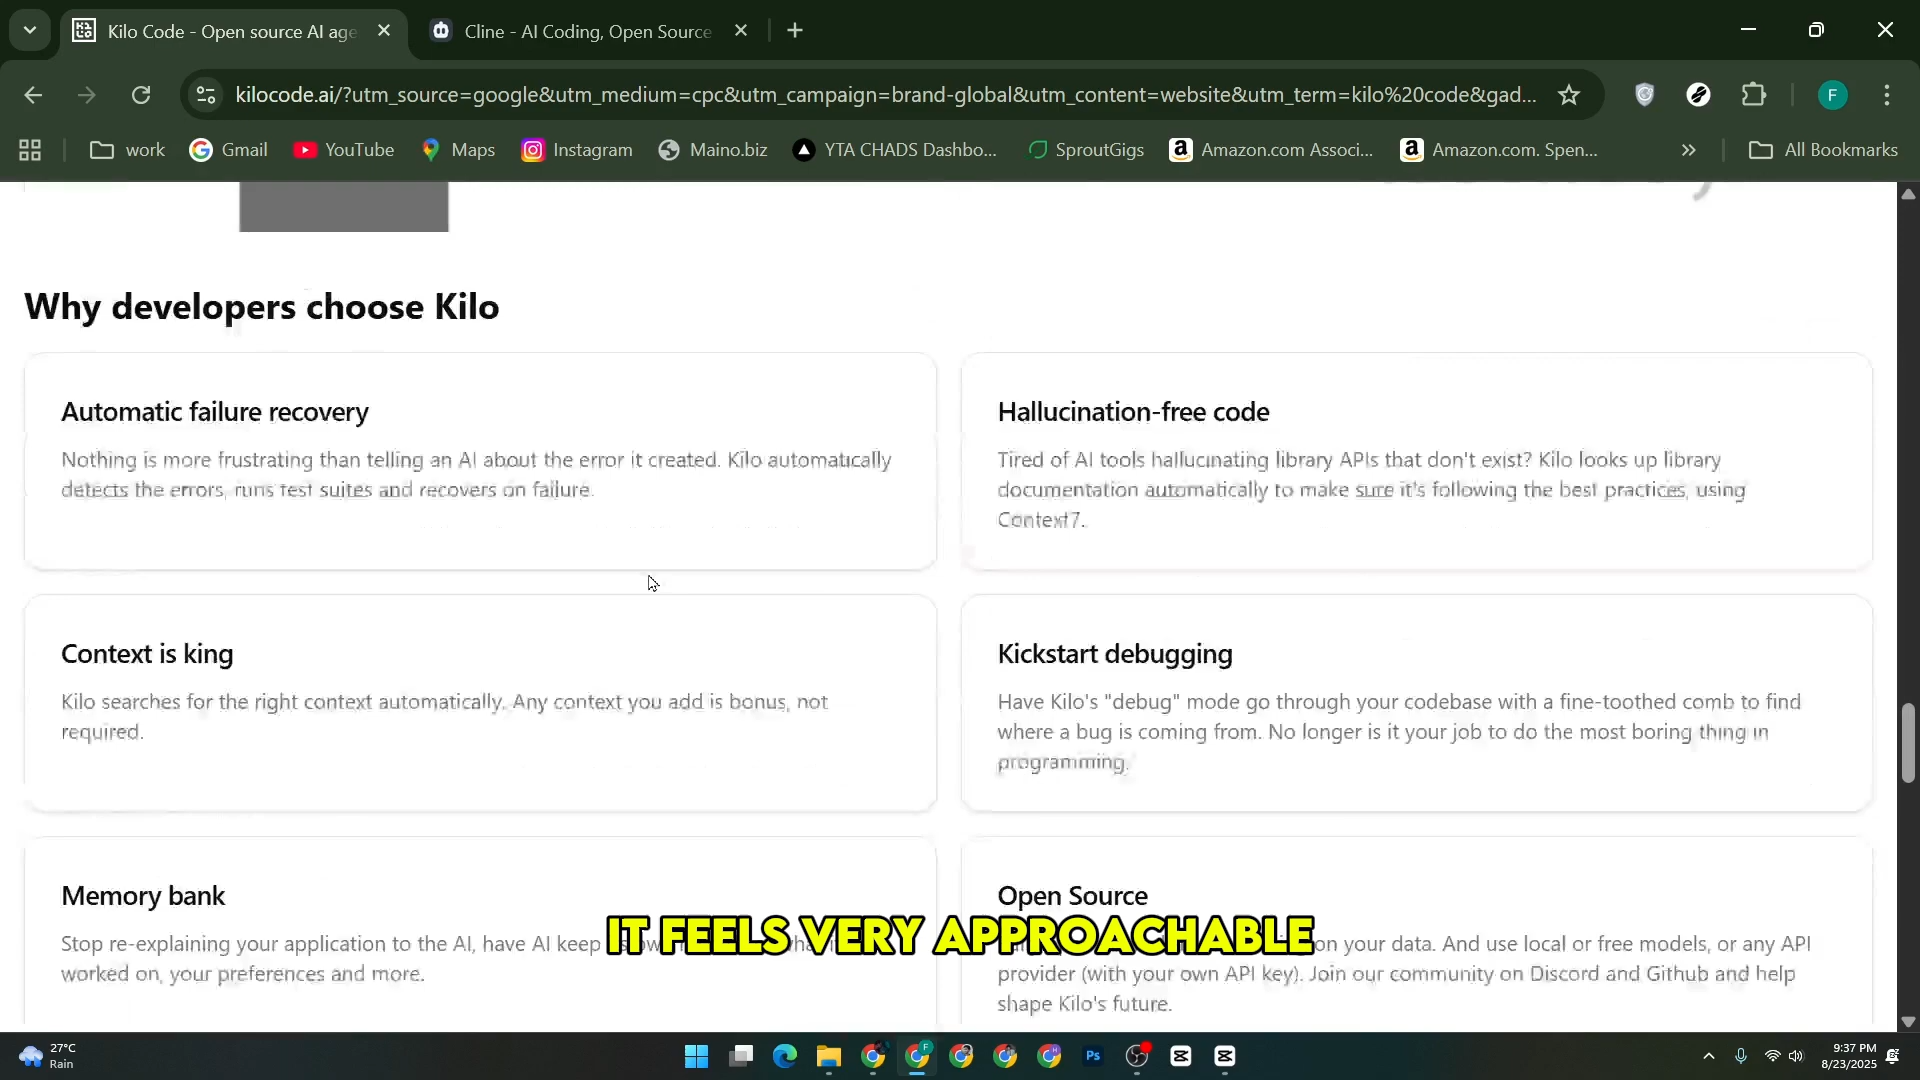 Kilo Code - Open source AI age
Cline - AI Coding, Open Source
kilocode.ai/?utm_source=google&utm_medium=cpc&utm_campaign=brand-global&utm_content=website&utm_term=kilo%20code&gad...
F
work
Gmail
YouTube
Maps
Instagram
Maino.biz
YTA CHADS Dashbo...
SproutGigs
Amazon.com Associ...
Amazon.com. Spen...
All Bookmarks
Why developers choose Kilo
Automatic failure recovery
Nothing is more frustrating than telling an AI about the error it created. Kilo automatically
detects the errors, runs test suites and recovers on failure.
Hallucination-free code
Tired of AI tools hallucinating library APIs that don't exist? Kilo looks up library
documentation automatically to make sure it's following the best practices, using
Context7.
Context is king
Kilo searches for the right context automatically. Any context you add is bonus, not
required.
Kickstart debugging
Have Kilo's "debug" mode go through your codebase with a fine-toothed comb to find
where a bug is coming from. No longer is it your job to do the most boring thing in
programming.
Memory bank
Stop re-explaining your application to the AI, have AI keep
worked on, your preferences and more.
Open Source
on your data. And use local or free models, or any API
provider (with your own API key). Join our community on Discord and Github and help
shape Kilo's future.
IT FEELS VERY APPROACHABLE
27°C
Rain
Ps
9:37 PM
8/23/2025